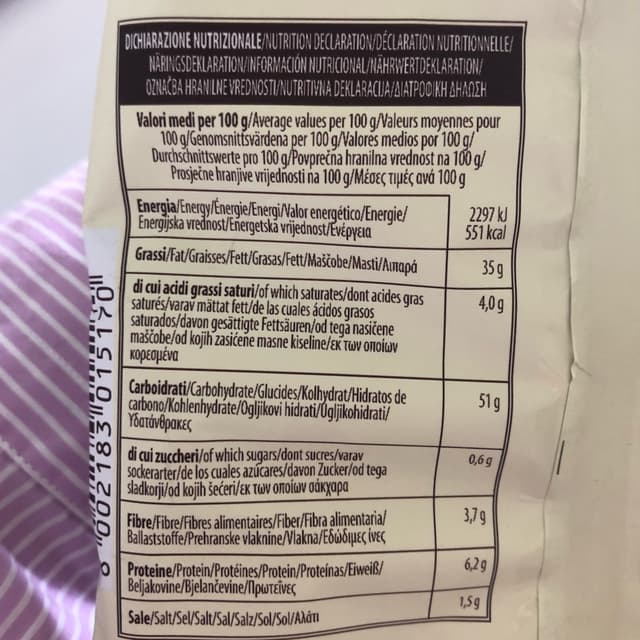 DICHIARAZIONE NUTRIZIONALE/NUTRITION DECLARATION/DÉCLARATION NUTRITIONNELLE/
NÄRINGSDEKLARATION/INFORMACIÓN NUTRICIONAL/NÄHRWERTDEKLARATION/
OZNAČBA HRANILNE VREDNOSTI/NUTRITIVNA DEKLARACIJA/ΔΙΑΤΡΟΦΙΚΗ ΔΗΛΩΣΗ
Valori medi per 100 g/Average values per 100 g/Valeurs moyennes pour
100 g/Genomsnittsvärdena per 100 g/Valores medios por 100 g/
Durchschnittswerte pro 100 g/Povprečna hranilna vrednost na 100 g/
Prosječne hranjive vrijednosti na 100 g/Μέσες τιμές ανά 100 g
Energia/Energy/Énergie/Energi/Valor energético/Energie/
Energijska vrednost/Energetska vrijednost/Ενέργεια
2297 kJ
551 kcal
Grassi/Fat/Graisses/Fett/Grasas/Fett/Maščobe/Masti/Λιπαρά
35 g
di cui acidi grassi saturi/of which saturates/dont acides gras
saturés/varav mättat fett/de las cuales ácidos grasos
saturados/davon gesättigte Fettsäuren/od tega nasičene
maščobe/od kojih zasićene masne kiseline/εκ των οποίων
κορεσμένα
4,0 g
Carboidrati/Carbohydrate/Glucides/Kolhydrat/Hidratos de
carbono/Kohlenhydrate/Ogljikovi hidrati/Ugljikohidrati/
Υδατάνθρακες
51 g
di cui zuccheri/of which sugars/dont sucres/varav
sockerarter/de los cuales azúcares/davon Zucker/od tega
sladkorji/od kojih šećeri/εκ των οποίων σάκχαρα
0,6 g
Fibre/Fibre/Fibres alimentaires/Fiber/Fibra alimentaria/
Ballaststoffe/Prehranske vlaknine/Vlakna/Εδώδιμες ίνες
3,7 g
Proteine/Protein/Protéines/Protein/Proteínas/Eiweiß/
Beljakovine/Bjelančevine/Πρωτεΐνες
6,2 g
Sale/Salt/Sel/Salt/Sal/Salz/Sol/Sol/Αλάτι
1,5 g
8 002183 015170